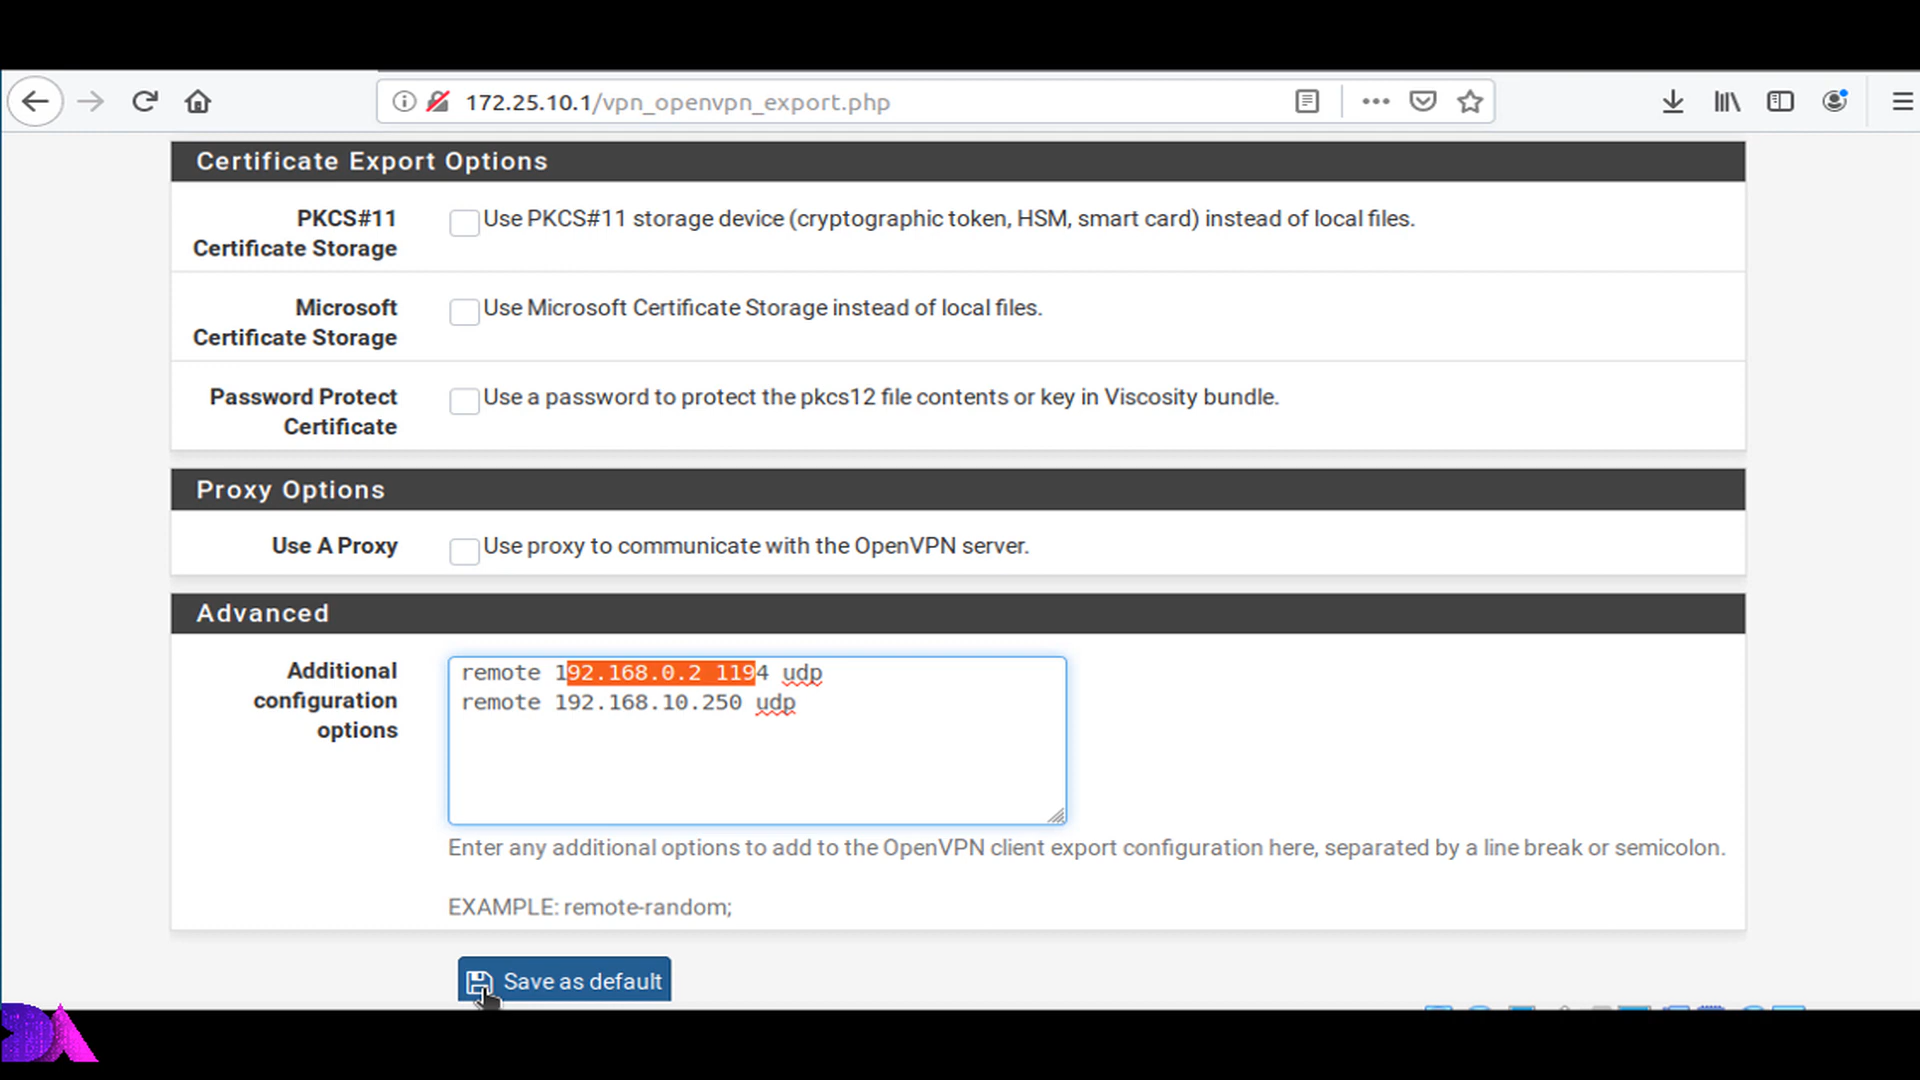 172.25.10.1/vpn_openvpn_export.php
Certificate Export Options
PKCS#11
Certificate Storage
Use PKCS#11 storage device (cryptographic token, HSM, smart card) instead of local files.
Microsoft
Certificate Storage
Use Microsoft Certificate Storage instead of local files.
Password Protect
Certificate
Use a password to protect the pkcs12 file contents or key in Viscosity bundle.
Proxy Options
Use A Proxy
Use proxy to communicate with the OpenVPN server.
Advanced
Additional
configuration
options
remote 192.168.0.2 1194 udp
remote 192.168.10.250 udp
Enter any additional options to add to the OpenVPN client export configuration here, separated by a line break or semicolon.
EXAMPLE: remote-random;
Save as default
DA